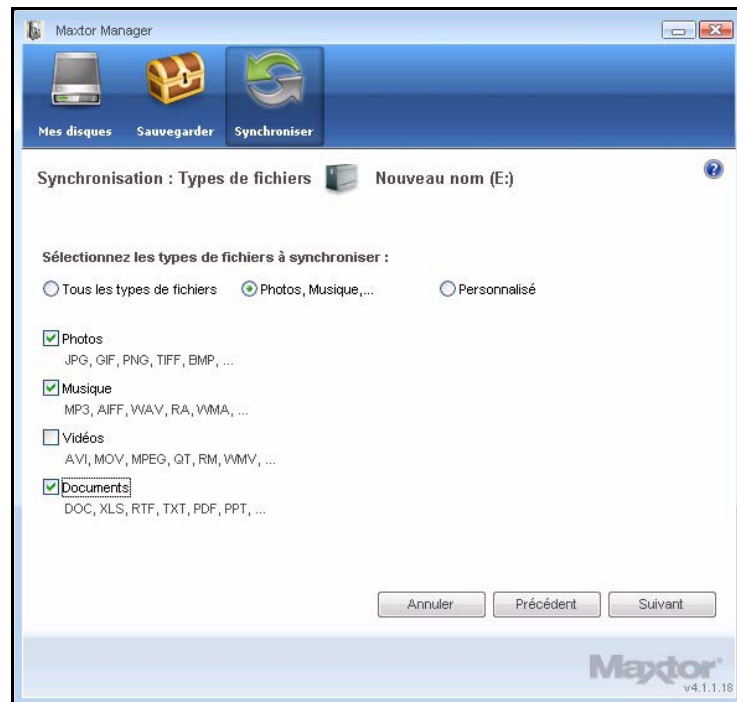 Maxtor Manager
Mes disques Sauvegarder Synchroniser
Synchronisation : Types de fichiers Nouveau nom (E:)
Sélectionnez les types de fichiers à synchroniser :
Tous les types de fichiers Photos, Musique,... Personnalisé
Photos
JPG, GIF, PNG, TIFF, BMP, ...
Musique
MP3, AIFF, WAV, RA, WMA, ...
Vidéos
AVI, MOV, MPEG, QT, RM, WMV, ...
Documents
DOC, XLS, RTF, TXT, PDF, PPT, ...
Annuler Précédent Suivant
Maxtor
v4.1.1.18